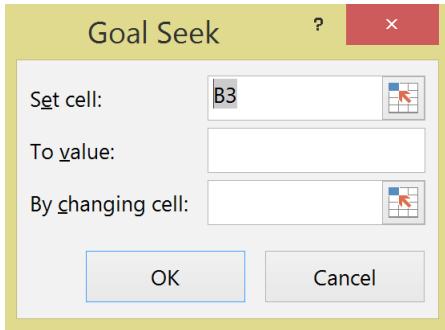 Goal Seek ? ×
Set cell: B3
To value:
By changing cell:
OK Cancel